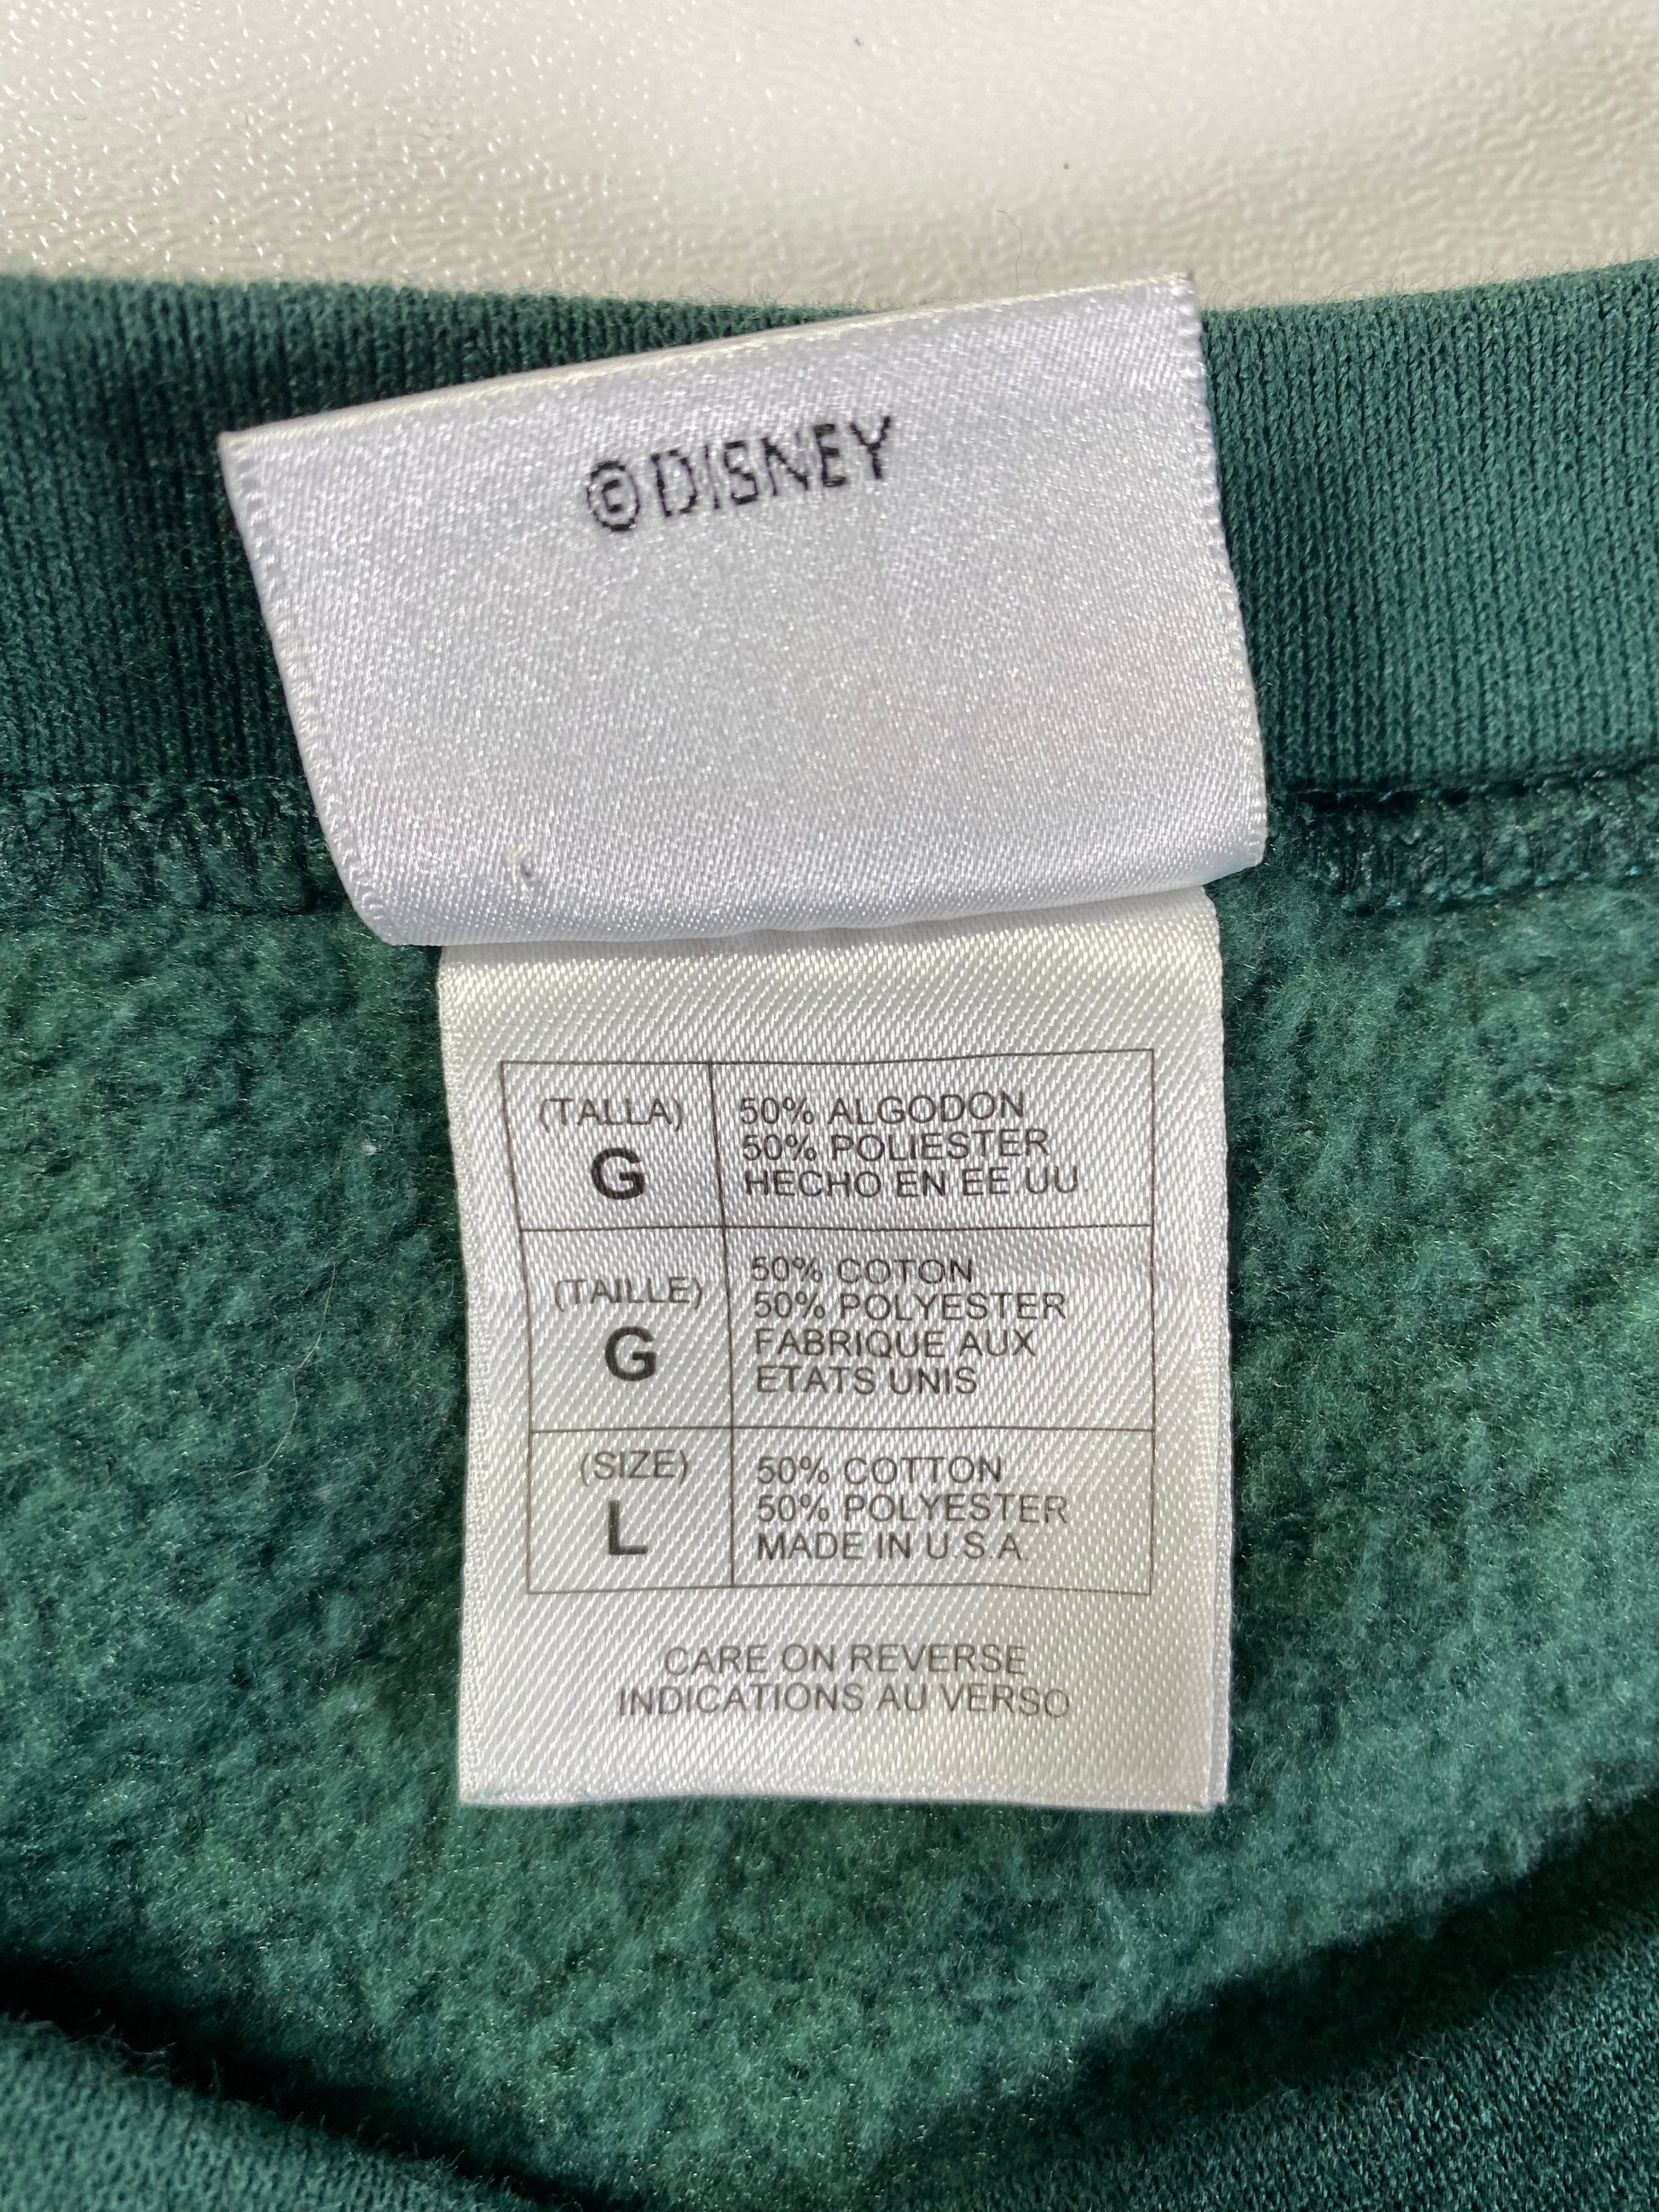 ©DISNEY
(TALLA)
G
50% ALGODON
50% POLIESTER
HECHO EN EE UU
(TAILLE)
G
50% COTON
50% POLYESTER
FABRIQUE AUX
ETATS UNIS
(SIZE)
L
50% COTTON
50% POLYESTER
MADE IN U.S.A.
CARE ON REVERSE
INDICATIONS AU VERSO